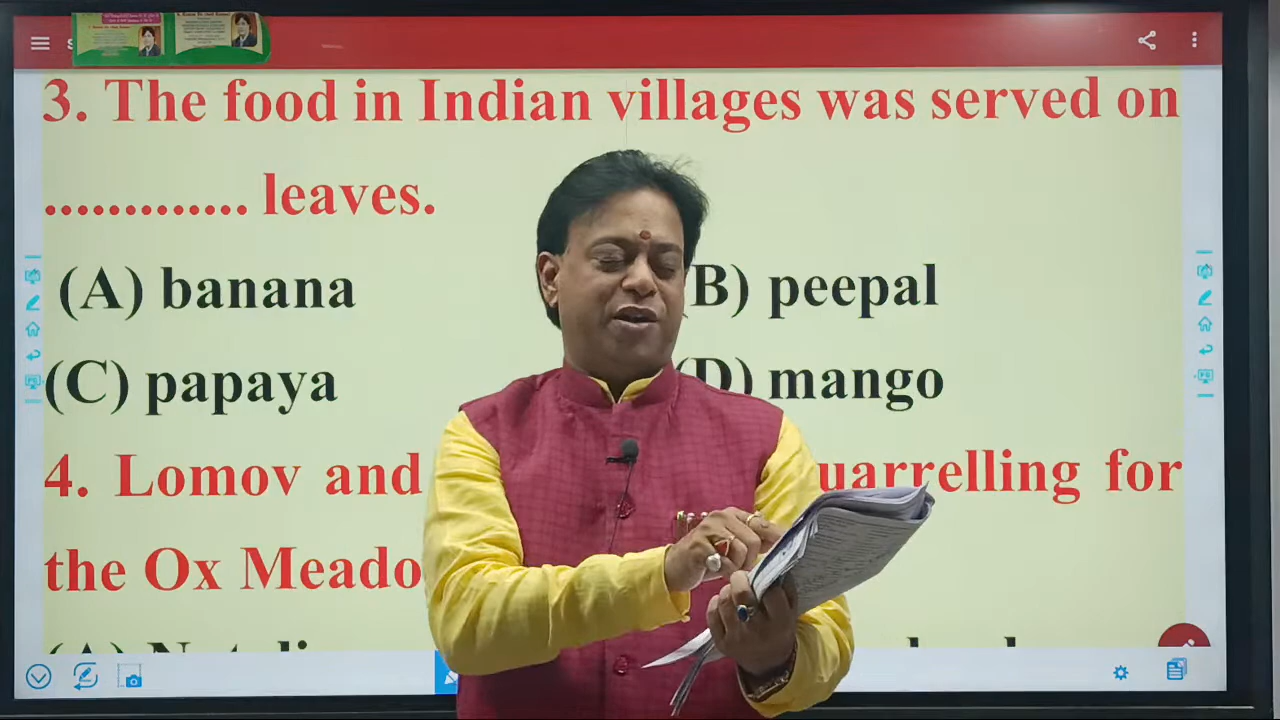 3. The food in Indian villages was served on
............. leaves.
(A) banana
B) peepal
(C) papaya
(D) mango
4. Lomov and uarrelling for
the Ox Meado